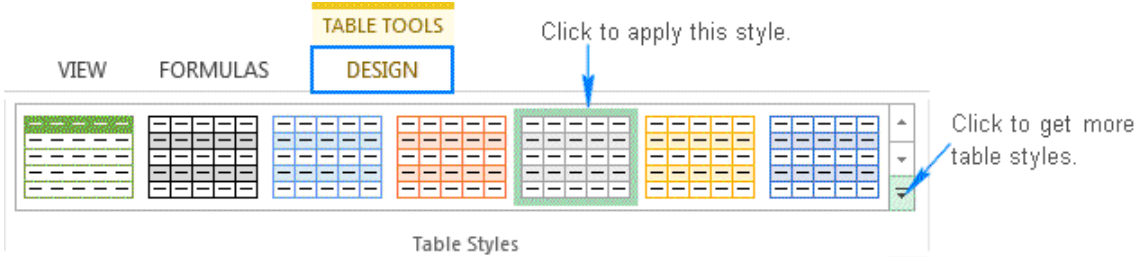 TABLE TOOLS
Click to apply this style.
VIEW FORMULAS DESIGN
Click to get more
table styles.
Table Styles